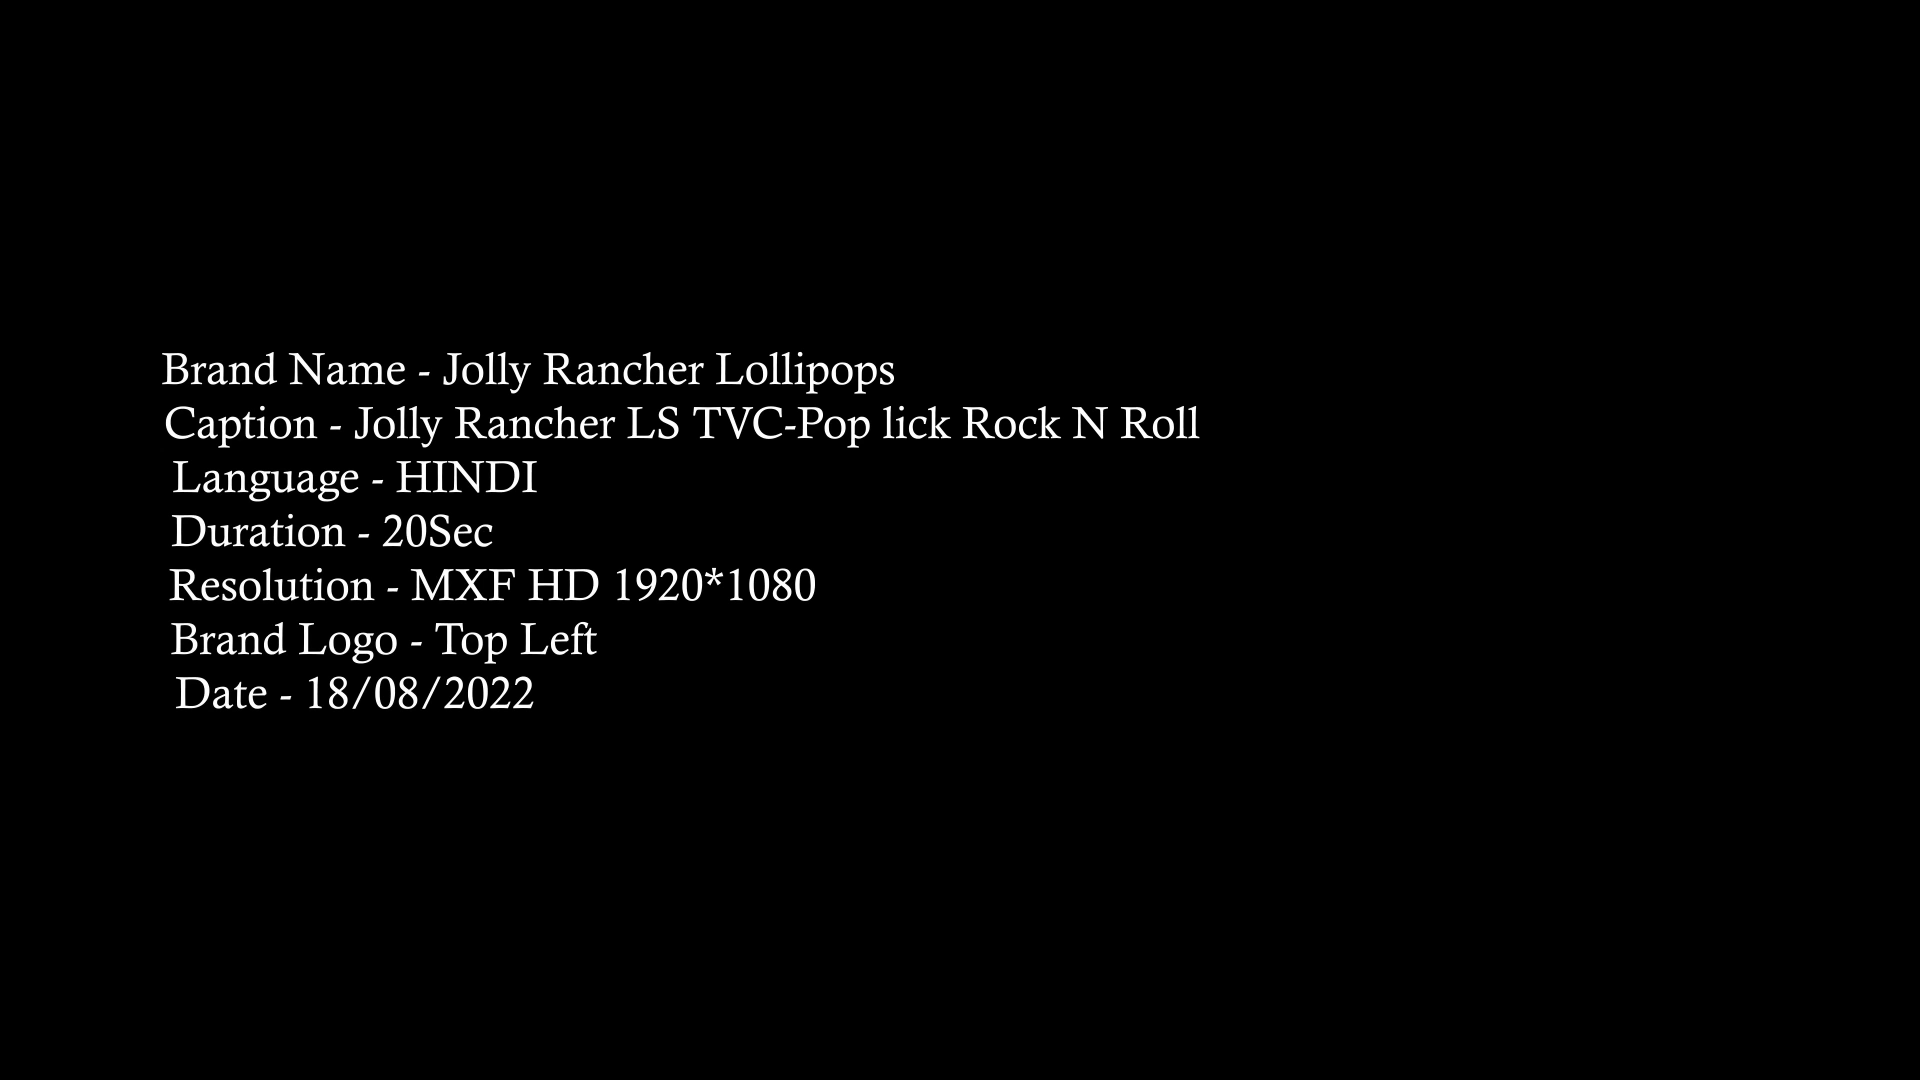 Brand Name - Jolly Rancher Lollipops
Caption - Jolly Rancher LS TVC-Pop lick Rock N Roll
Language - HINDI
Duration - 20Sec
Resolution - MXF HD 1920*1080
Brand Logo - Top Left
Date - 18/08/2022